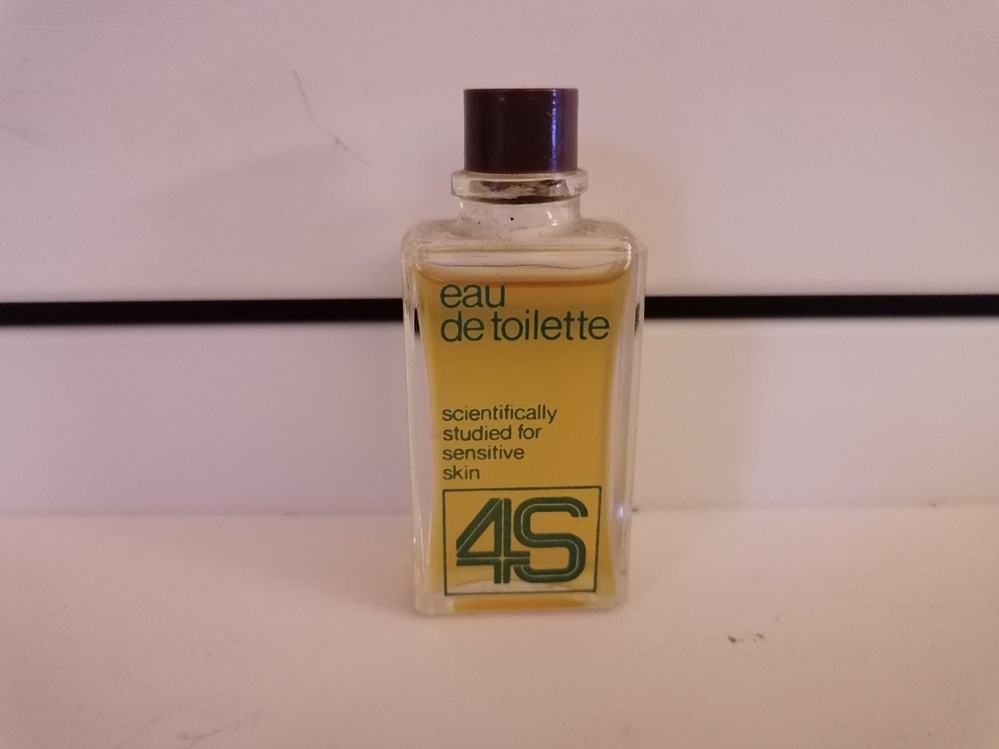 eau
de toilette
scientifically
studied for
sensitive
skin
4S